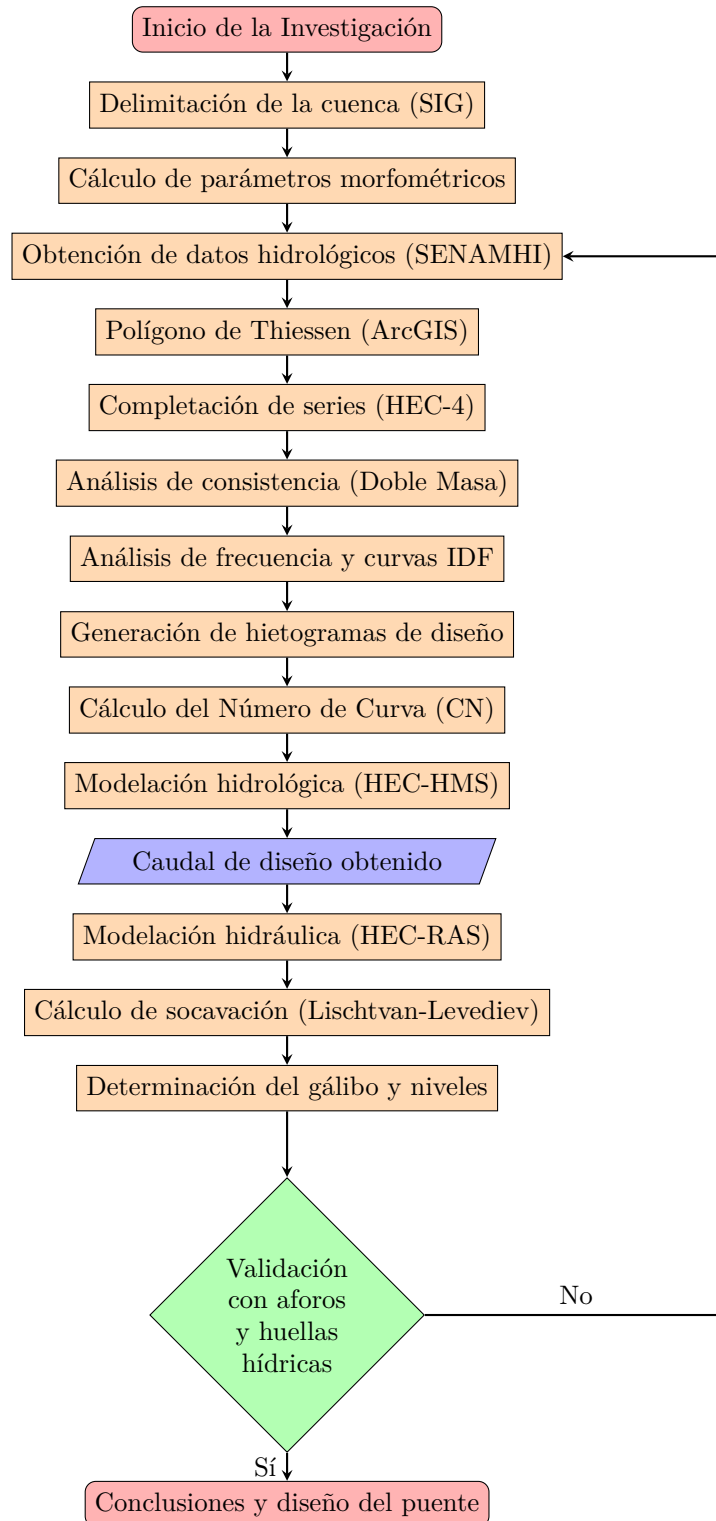 Inicio de la Investigación
Delimitación de la cuenca (SIG)
Cálculo de parámetros morfométricos
Obtención de datos hidrológicos (SENAMHI)
Polígono de Thiessen (ArcGIS)
Completación de series (HEC-4)
Análisis de consistencia (Doble Masa)
Análisis de frecuencia y curvas IDF
Generación de hietogramas de diseño
Cálculo del Número de Curva (CN)
Modelación hidrológica (HEC-HMS)
Caudal de diseño obtenido
Modelación hidráulica (HEC-RAS)
Cálculo de socavación (Lischtvan-Levediev)
Determinación del gálibo y niveles
Validación
con aforos
y huellas
hídricas
No
Sí
Conclusiones y diseño del puente